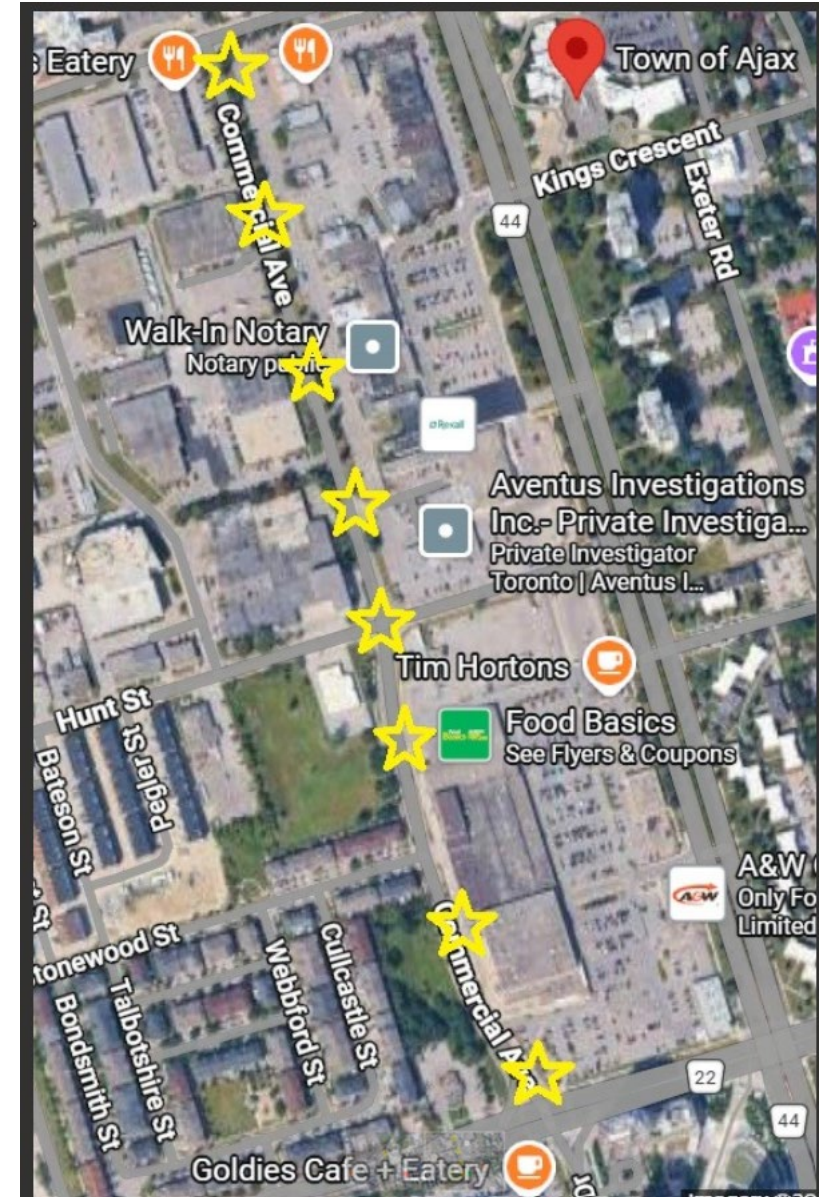 s Eatery
Town of Ajax
Commercial Ave
Kings Crescent
44
Exeter Rd
Walk-In Notary
Notary public
Rexall
Aventus Investigations
Inc.- Private Investiga...
Private Investigator
Toronto | Aventus I...
Tim Hortons
Hunt St
Food Basics
See Flyers & Coupons
Pegler St
Bateson St
A&W
A&W
Only Fo
Limited
St
tonewood St
Commercial Ave
Cullcastle St
Webbford St
Talbotshire St
Bondsmith St
22
44
Goldies Cafe + Eatery